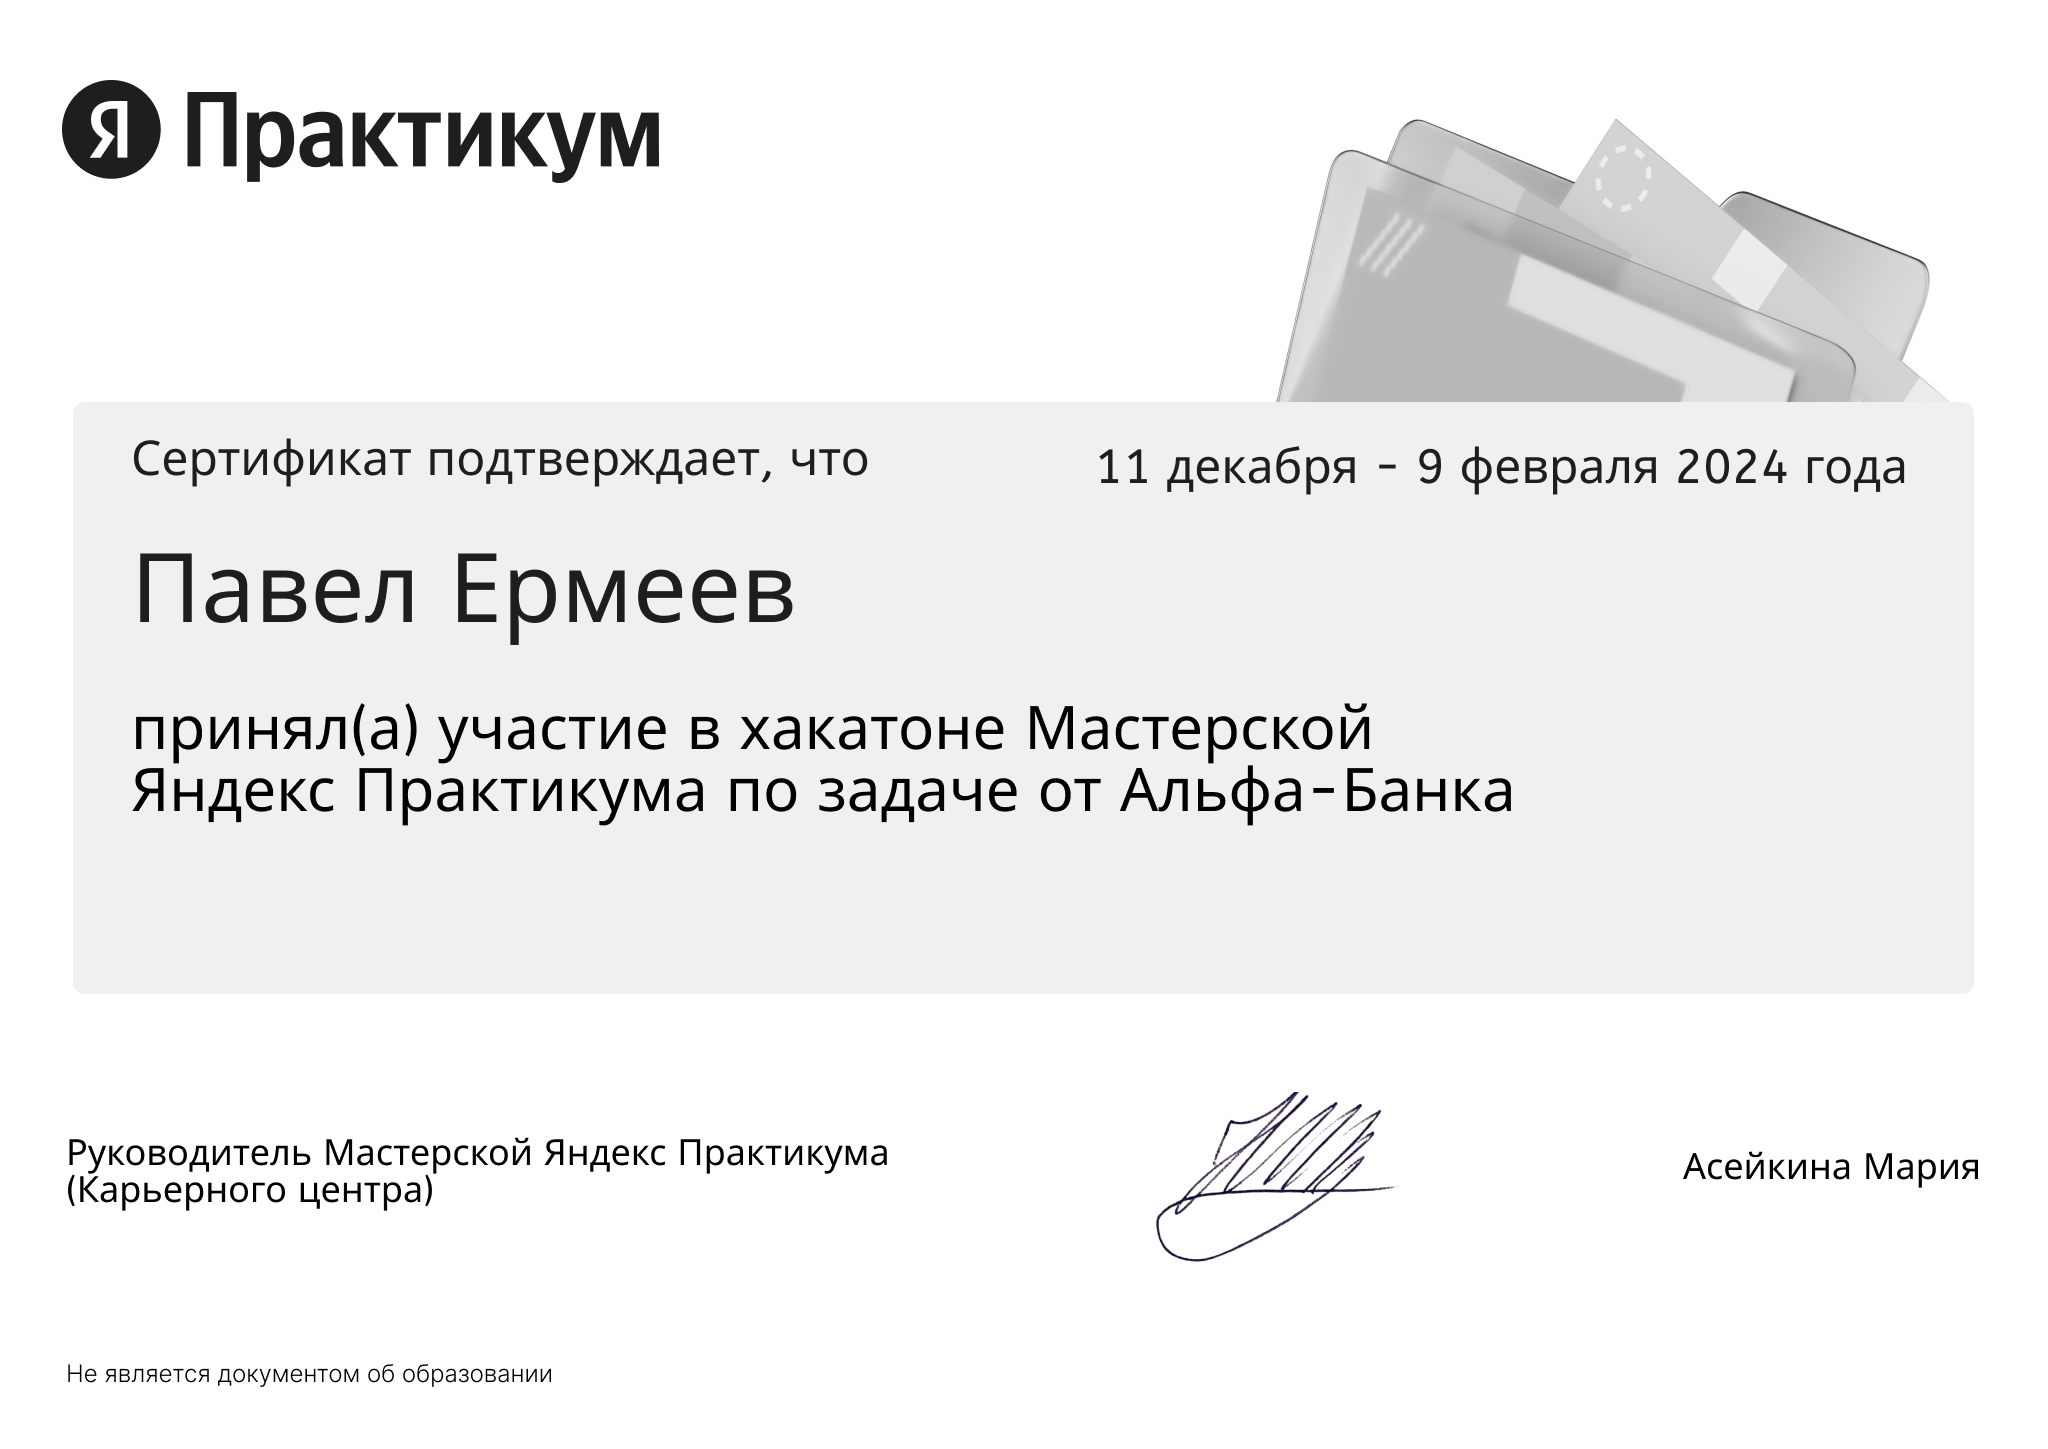 Я Практикум
Сертификат подтверждает, что
11 декабря - 9 февраля 2024 года
Павел Ермеев
принял(а) участие в хакатоне Мастерской
Яндекс Практикума по задаче от Альфа-Банка
Руководитель Мастерской Яндекс Практикума
(Карьерного центра)
Асейкина Мария
Не является документом об образовании